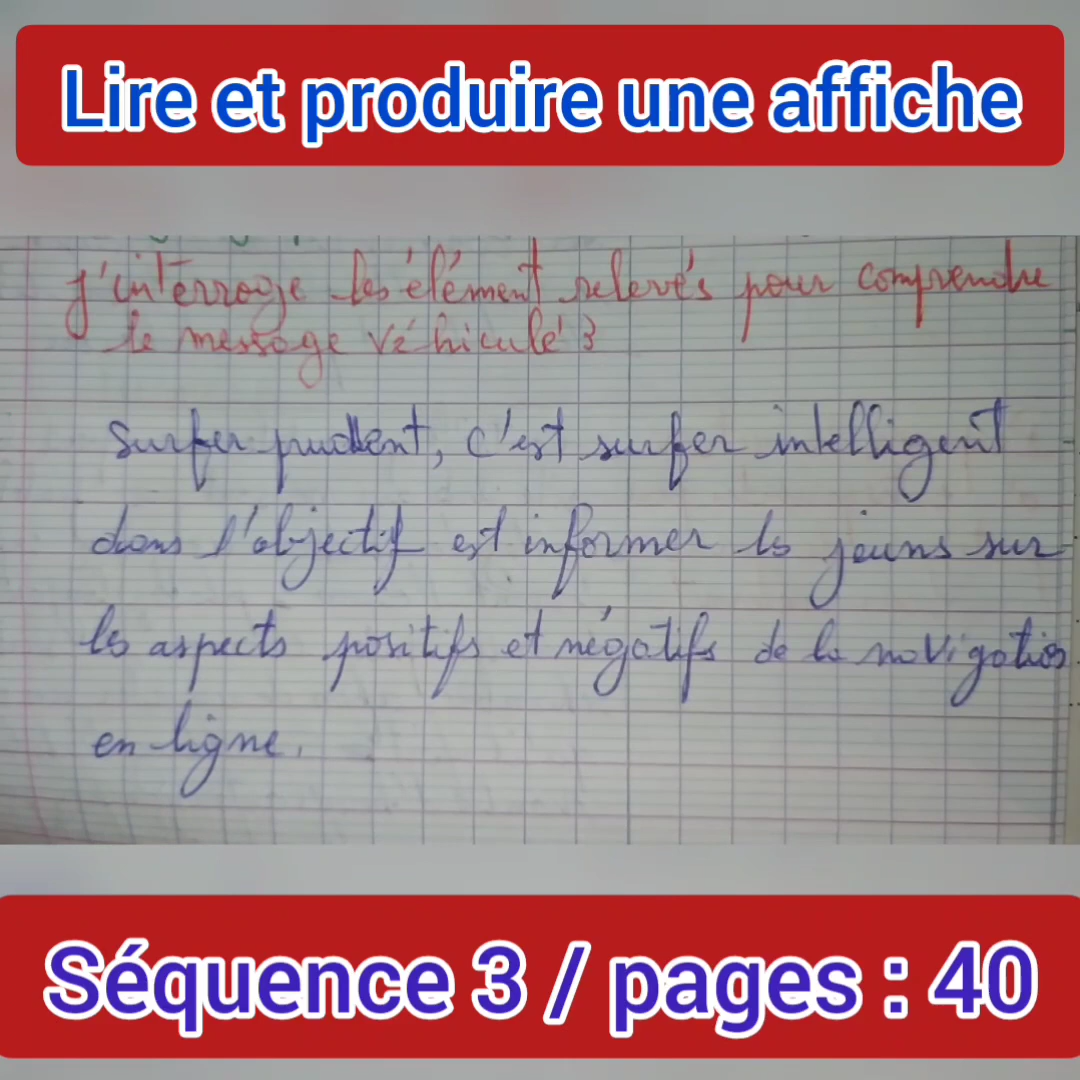 Lire et produire une affiche
j'interroge les élément relevés pour comprendre
le message véhiculé ?
Surfer prudent, c'est surfer intelligent
dans l'objectif est informer ls jeuns sur
les aspects positifs et négatifs de la navigation
en ligne.
Séquence 3 / pages : 40